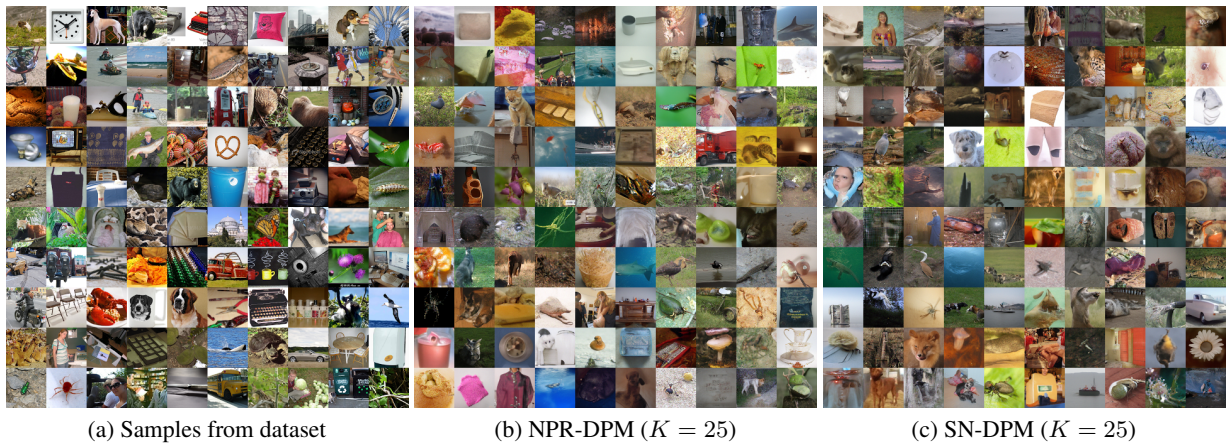 (a) Samples from dataset
(b) NPR-DPM (K = 25)
(c) SN-DPM (K = 25)